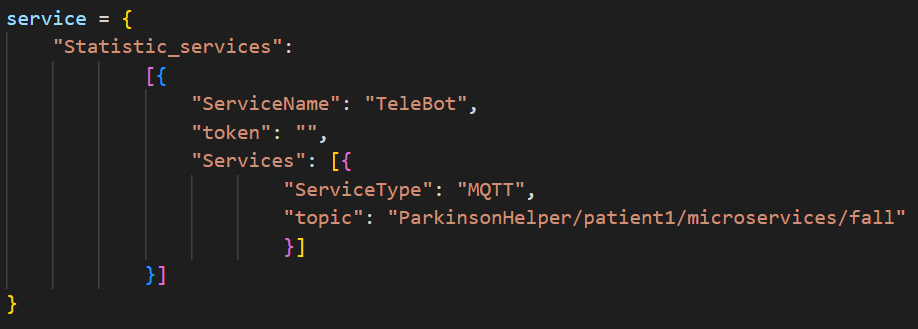 service = {
"Statistic_services":
[{
"ServiceName": "TeleBot",
"token": "",
"Services": [{
"ServiceType": "MQTT",
"topic": "ParkinsonHelper/patient1/microservices/fall"
}]
}]
}